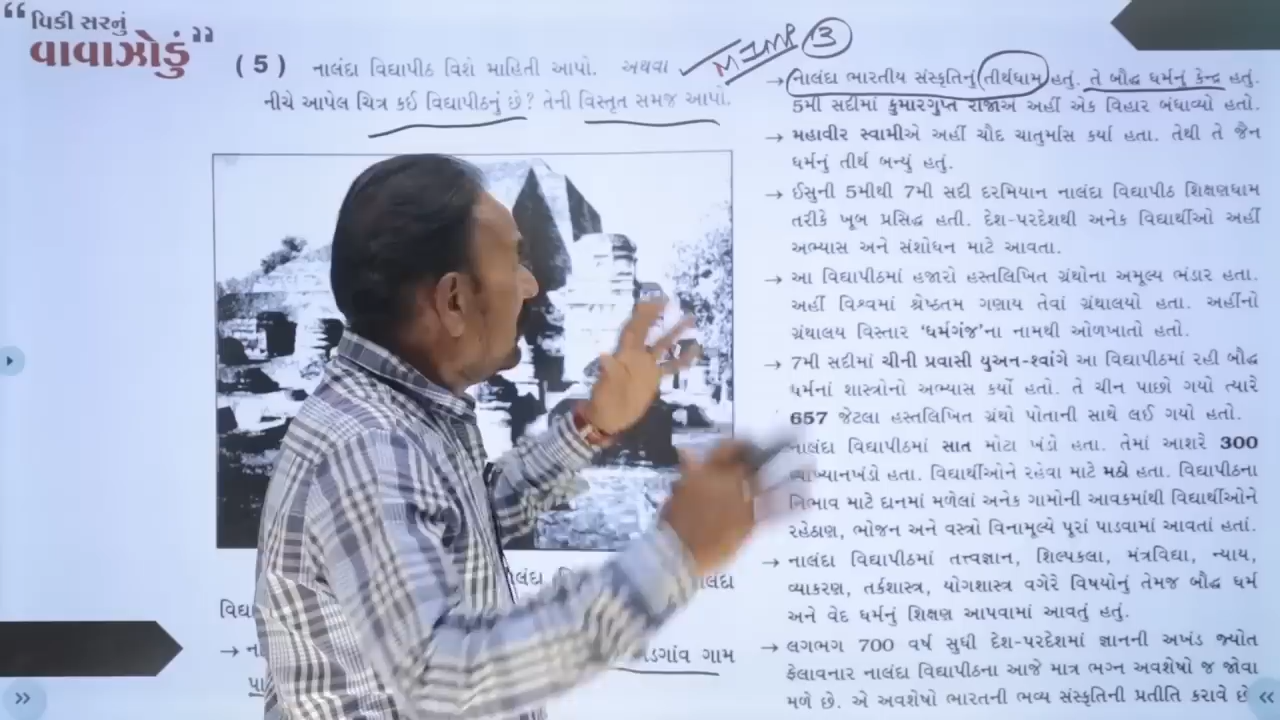 “ વિકી સરનું
વાવાઝોડું ”
( 5 ) નાલંદા વિદ્યાપીઠ વિશે માહિતી આપો. અથવા
નીચે આપેલ ચિત્ર કઈ વિદ્યાપીઠનું છે? તેની વિસ્તૃત સમજ આપો.
M-IMP 3
લંદા
વિદ્યા
→
ડગાંવ ગામ
→ નાલંદા ભારતીય સંસ્કૃતિનું તીર્થધામ હતું. તે બૌદ્ધ ધર્મનું કેન્દ્ર હતું.
5મી સદીમાં કુમારગુપ્ત રાજાએ અહીં એક વિહાર બંધાવ્યો હતો.
→ મહાવીર સ્વામીએ અહીં ચૌદ ચાતુર્માસ કર્યા હતા. તેથી તે જૈન
ધર્મનું તીર્થ બન્યું હતું.
→ ઈસુની 5મીથી 7મી સદી દરમિયાન નાલંદા વિદ્યાપીઠ શિક્ષણધામ
તરીકે ખૂબ પ્રસિદ્ધ હતી. દેશ-પરદેશથી અનેક વિદ્યાર્થીઓ અહીં
અભ્યાસ અને સંશોધન માટે આવતા.
→ આ વિદ્યાપીઠમાં હજારો હસ્તલિખિત ગ્રંથોના અમૂલ્ય ભંડાર હતા.
અહીં વિશ્વમાં શ્રેષ્ઠતમ ગણાય તેવાં ગ્રંથાલયો હતા. અહીંનો
ગ્રંથાલય વિસ્તાર ‘ધર્મગંજ’ના નામથી ઓળખાતો હતો.
→ 7મી સદીમાં ચીની પ્રવાસી યુઅન-શ્વાંગે આ વિદ્યાપીઠમાં રહી બૌદ્ધ
ધર્મનાં શાસ્ત્રોનો અભ્યાસ કર્યો હતો. તે ચીન પાછો ગયો ત્યારે
657 જેટલા હસ્તલિખિત ગ્રંથો પોતાની સાથે લઈ ગયો હતો.
નાલંદા વિદ્યાપીઠમાં સાત મોટા ખંડો હતા. તેમાં આશરે 300
વ્યાખ્યાનખંડો હતા. વિદ્યાર્થીઓને રહેવા માટે મઠો હતા. વિદ્યાપીઠના
નિભાવ માટે દાનમાં મળેલાં અનેક ગામોની આવકમાંથી વિદ્યાર્થીઓને
રહેઠાણ, ભોજન અને વસ્ત્રો વિનામૂલ્યે પૂરાં પાડવામાં આવતાં હતાં.
→ નાલંદા વિદ્યાપીઠમાં તત્ત્વજ્ઞાન, શિલ્પકલા, મંત્રવિદ્યા, ન્યાય,
વ્યાકરણ, તર્કશાસ્ત્ર, યોગશાસ્ત્ર વગેરે વિષયોનું તેમજ બૌદ્ધ ધર્મ
અને વેદ ધર્મનું શિક્ષણ આપવામાં આવતું હતું.
→ લગભગ 700 વર્ષ સુધી દેશ-પરદેશમાં જ્ઞાનની અખંડ જ્યોત
ફેલાવનાર નાલંદા વિદ્યાપીઠના આજે માત્ર ભગ્ન અવશેષો જ જોવા
મળે છે. એ અવશેષો ભારતની ભવ્ય સંસ્કૃતિની પ્રતીતિ કરાવે છે